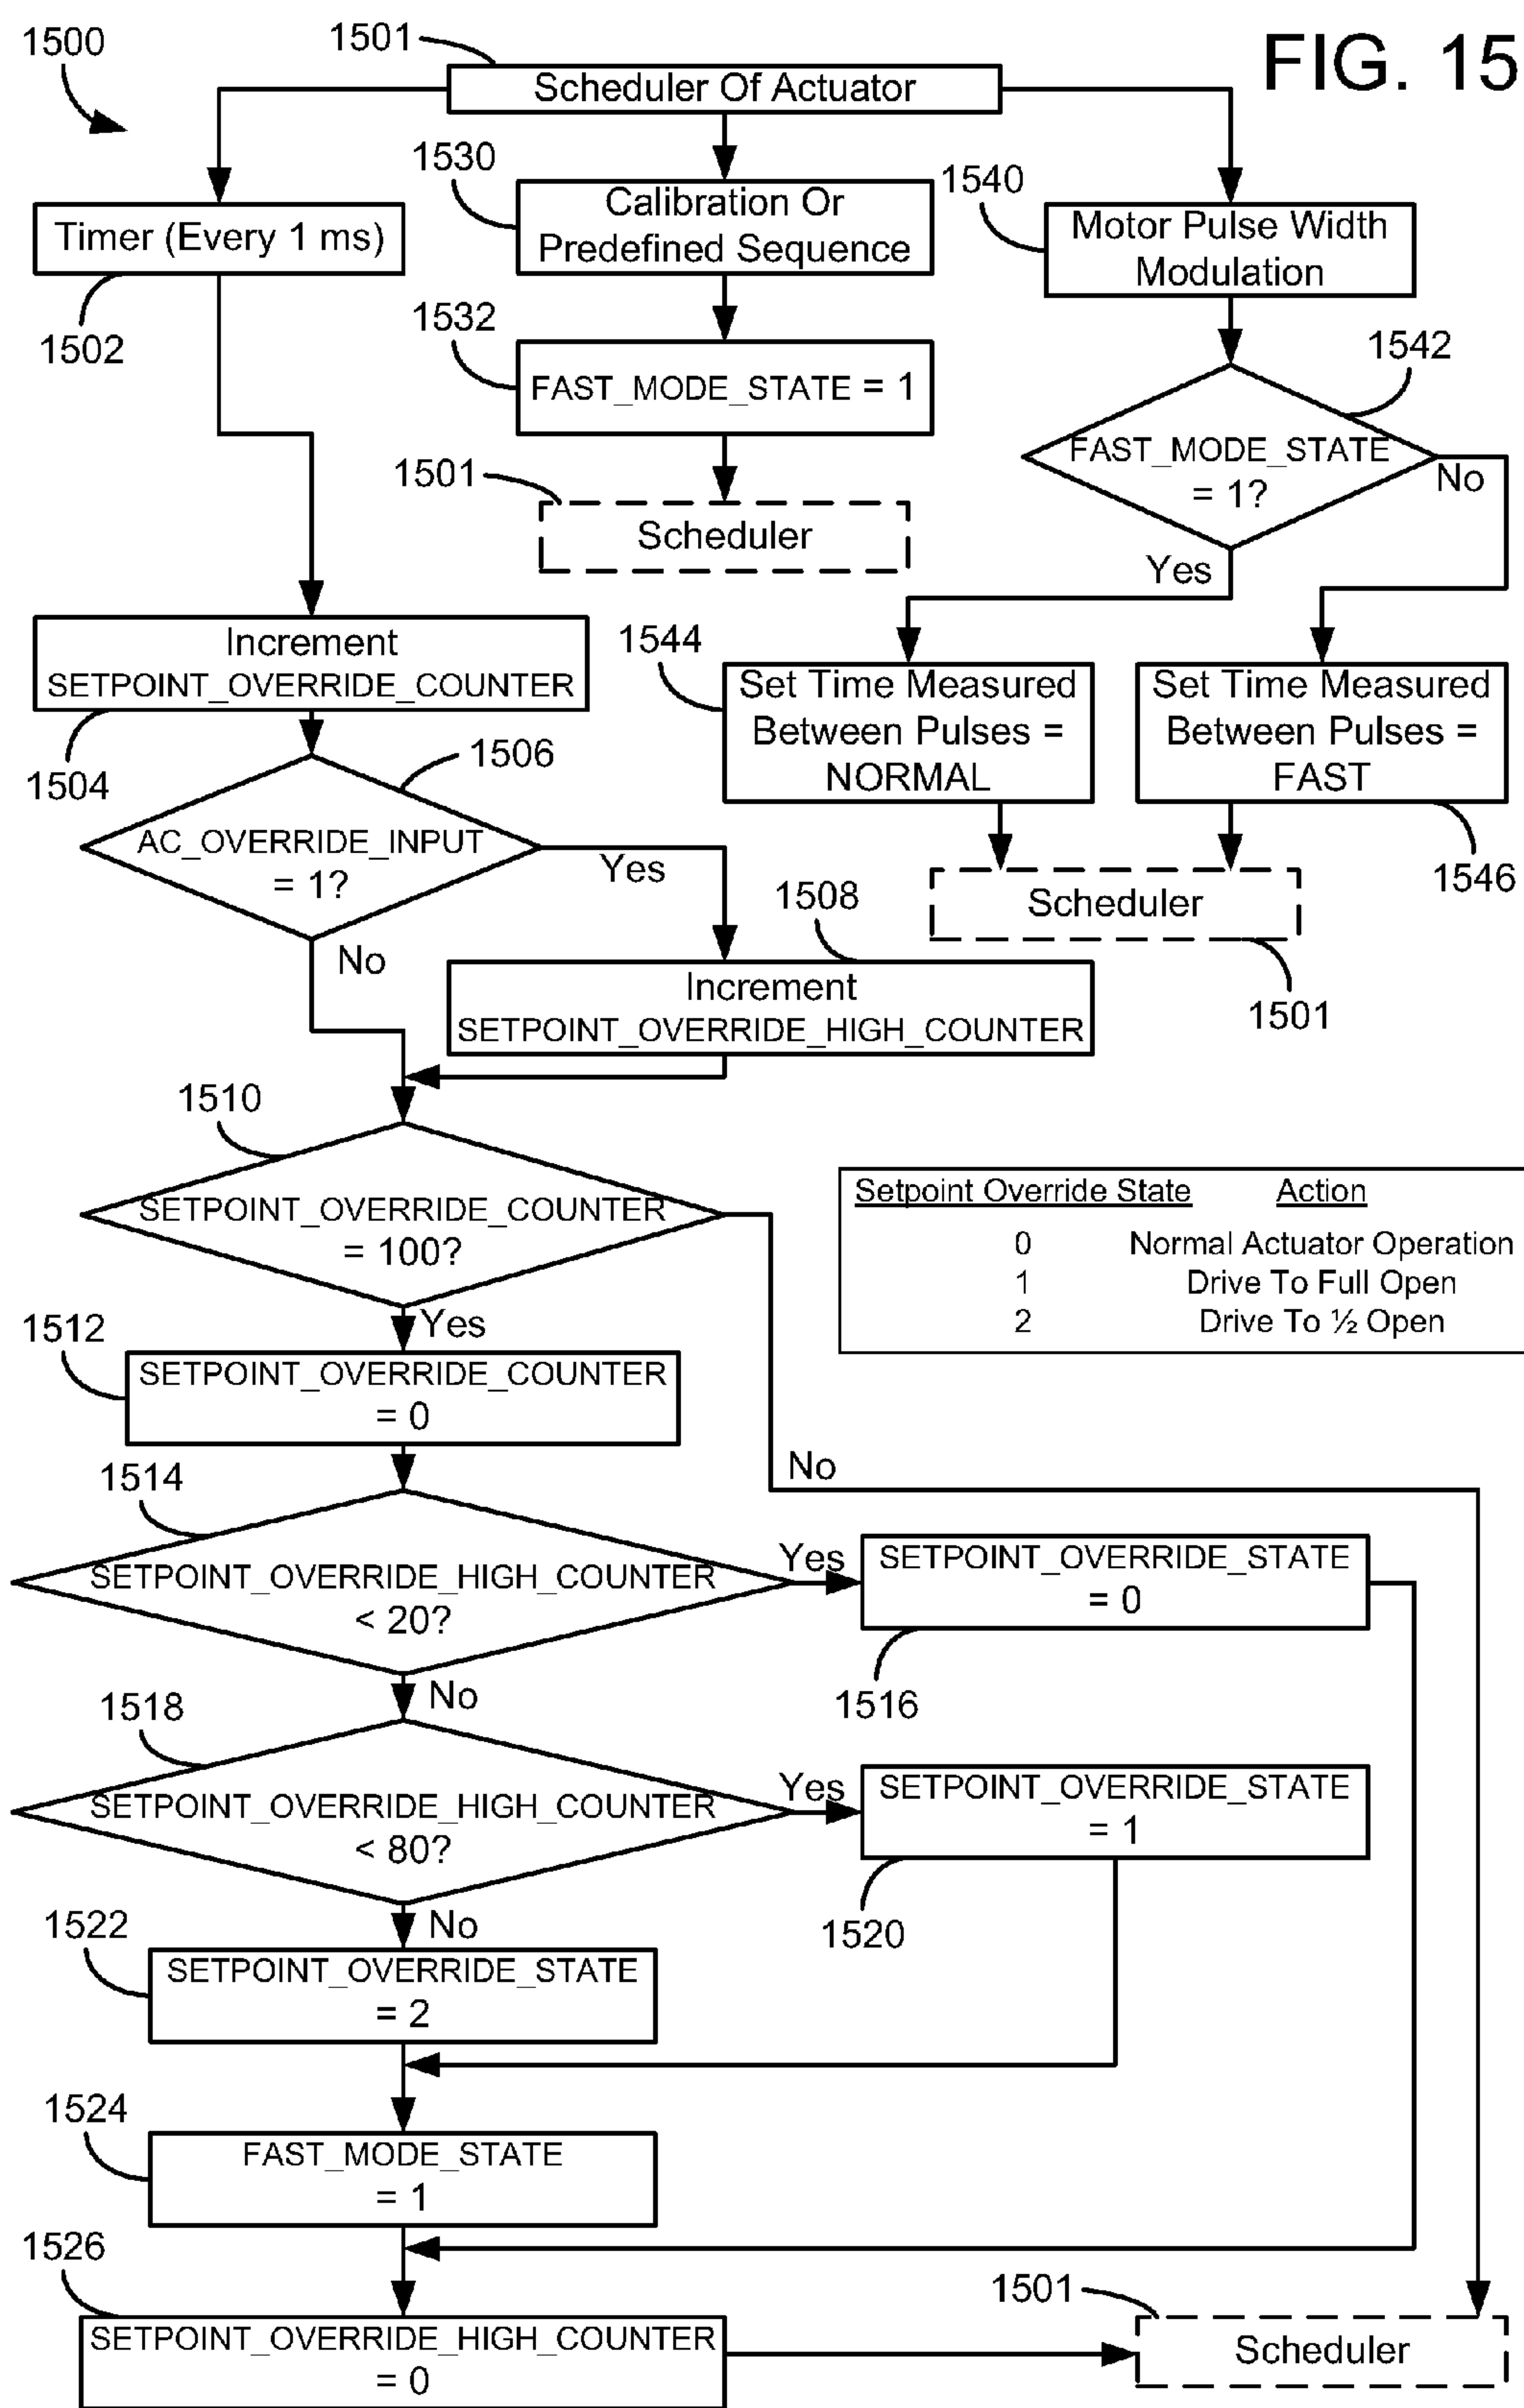 FIG. 15
1500
1501
Scheduler Of Actuator
1530
1540
Timer (Every 1 ms)
1502
Calibration Or
Predefined Sequence
Motor Pulse Width
Modulation
1532
FAST_MODE_STATE = 1
1501
Scheduler
1542
FAST_MODE_STATE
= 1?
No
Yes
1544
Set Time Measured
Between Pulses =
NORMAL
Set Time Measured
Between Pulses =
FAST
1546
Scheduler
1501
Increment
SETPOINT_OVERRIDE_COUNTER
1504
1506
AC_OVERRIDE_INPUT
= 1?
Yes
No
1508
Increment
SETPOINT_OVERRIDE_HIGH_COUNTER
1510
SETPOINT_OVERRIDE_COUNTER
= 100?
Yes
No
Setpoint Override State Action
0 Normal Actuator Operation
1 Drive To Full Open
2 Drive To ½ Open
1512
SETPOINT_OVERRIDE_COUNTER
= 0
1514
SETPOINT_OVERRIDE_HIGH_COUNTER
< 20?
Yes
No
SETPOINT_OVERRIDE_STATE
= 0
1516
1518
SETPOINT_OVERRIDE_HIGH_COUNTER
< 80?
Yes
No
SETPOINT_OVERRIDE_STATE
= 1
1520
1522
SETPOINT_OVERRIDE_STATE
= 2
1524
FAST_MODE_STATE
= 1
1526
SETPOINT_OVERRIDE_HIGH_COUNTER
= 0
1501
Scheduler